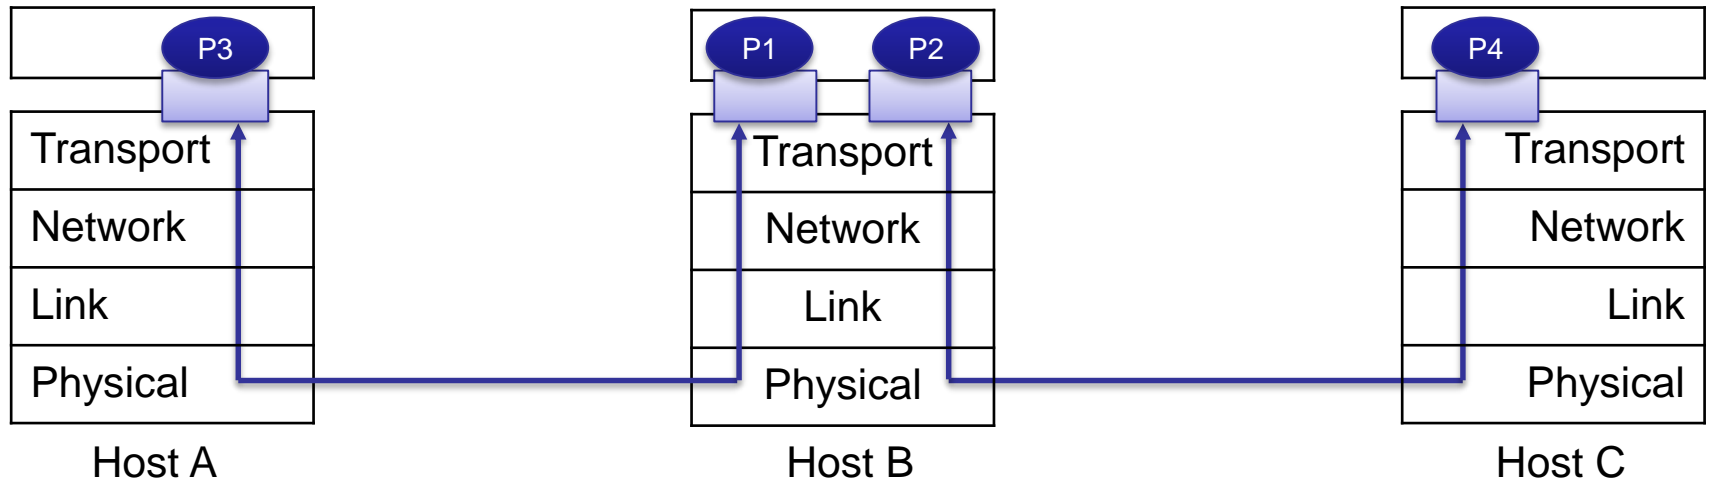 P3
P1
P2
P4
Transport
Network
Link
Physical
Host A
Transport
Network
Link
Physical
Host B
Transport
Network
Link
Physical
Host C